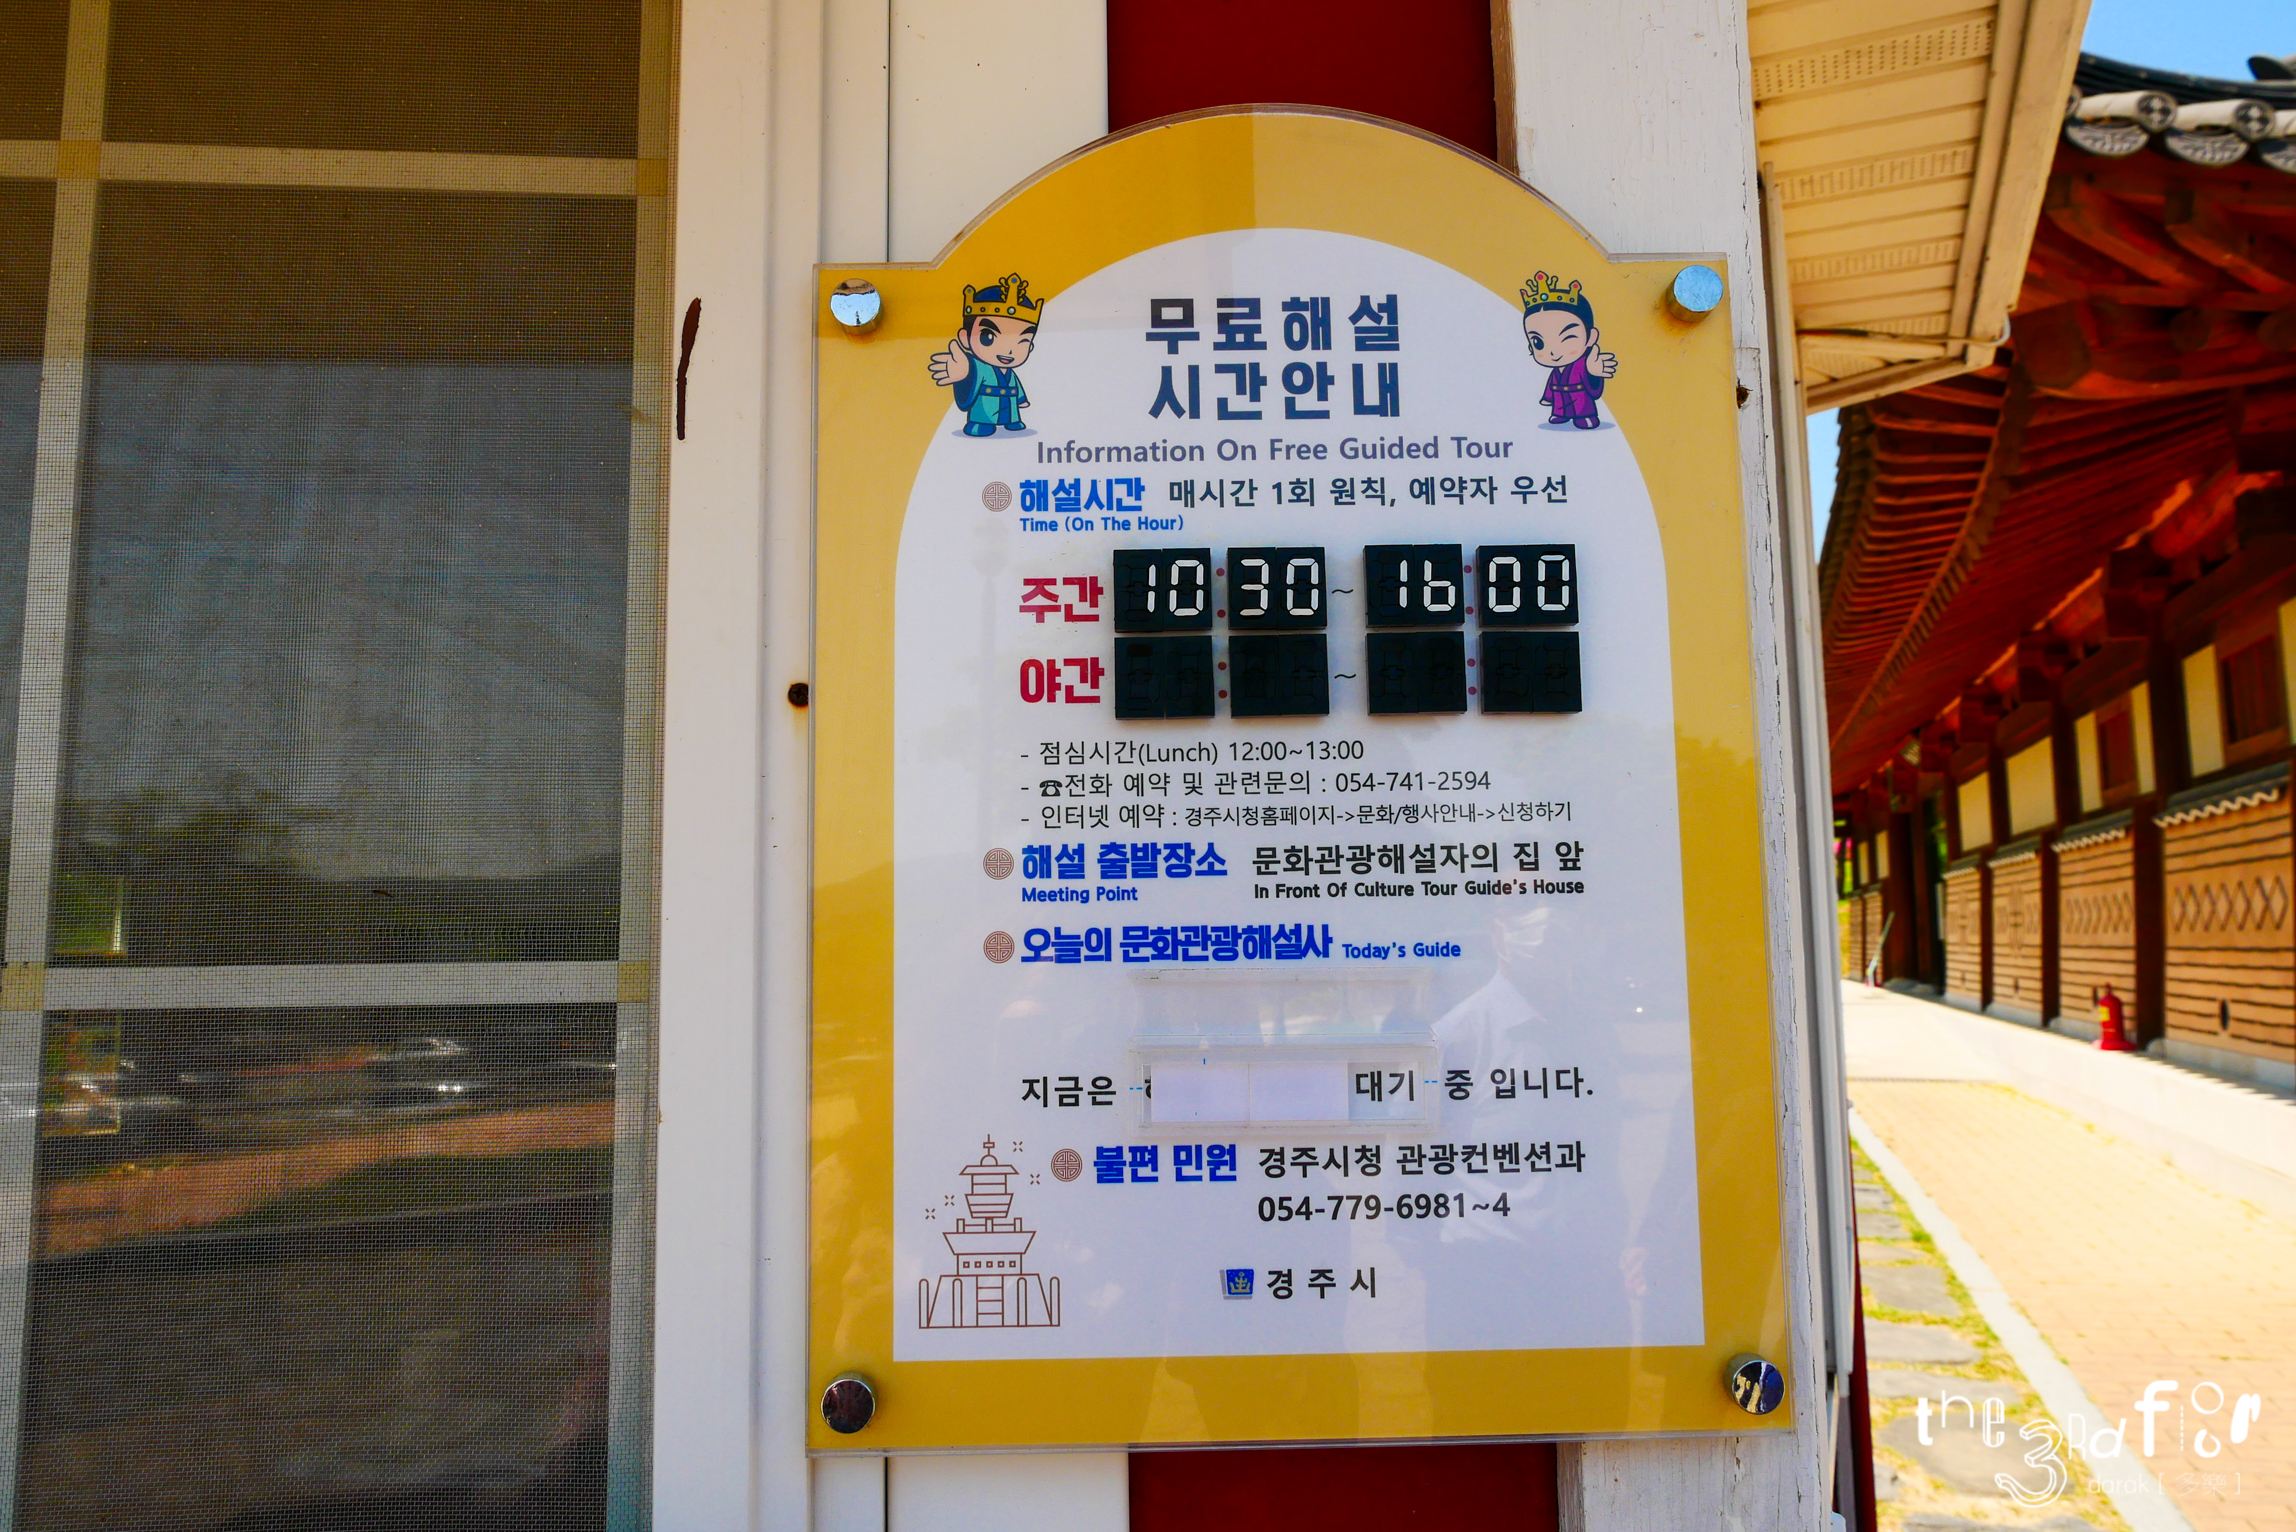 무료해설
시간안내
Information On Free Guided Tour
해설시간 매시간 1회 원칙, 예약자 우선
Time (On The Hour)
주간 10:30 ~ 16:00
야간 : ~ :
- 점심시간(Lunch) 12:00~13:00
- ☎전화 예약 및 관련문의 : 054-741-2594
- 인터넷 예약 : 경주시청홈페이지->문화/행사안내->신청하기
해설 출발장소 문화관광해설자의 집 앞
Meeting Point In Front Of Culture Tour Guide's House
오늘의 문화관광해설사 Today's Guide
지금은 대기 중 입니다.
불편 민원 경주시청 관광컨벤션과
054-779-6981~4
경주시
the 3Rd floor
darak [ 多樂 ]